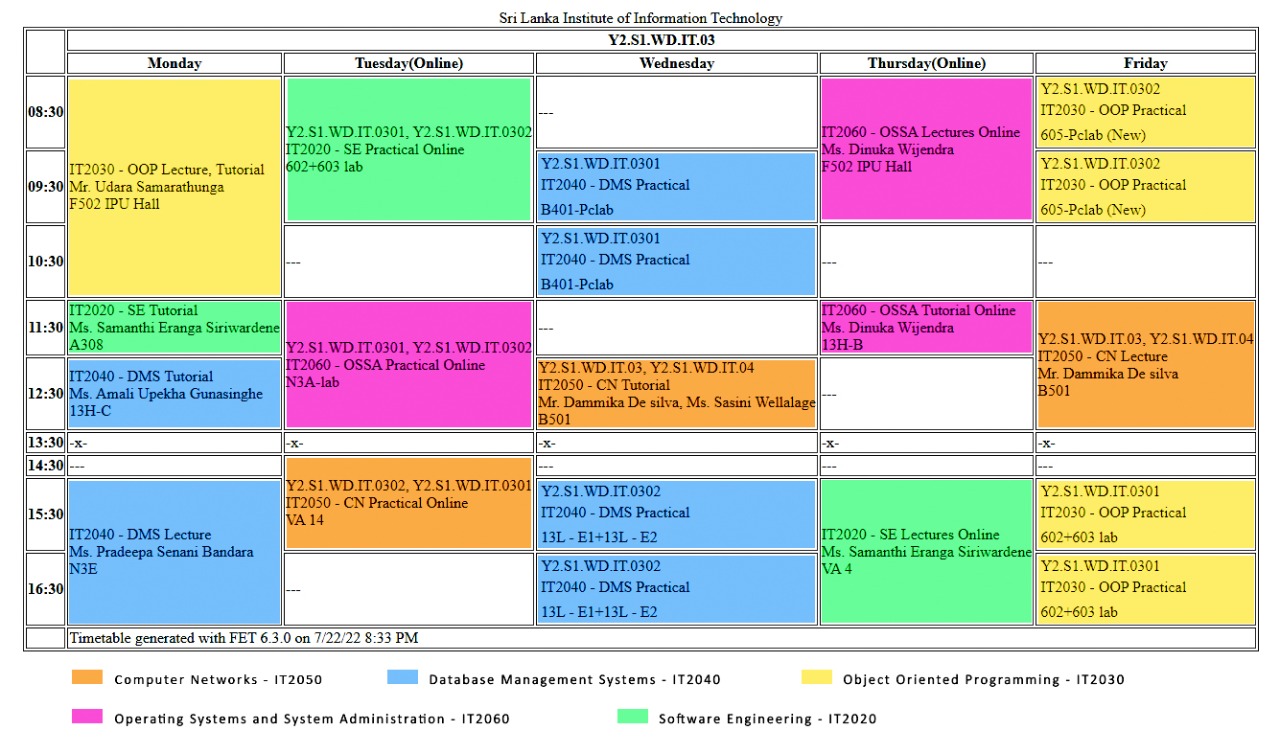 Sri Lanka Institute of Information Technology
Y2.S1.WD.IT.03
Monday
Tuesday(Online)
Wednesday
Thursday(Online)
Friday
08:30
IT2030 - OOP Lecture, Tutorial
Mr. Udara Samarathunga
F502 IPU Hall
Y2.S1.WD.IT.0301, Y2.S1.WD.IT.0302
IT2020 - SE Practical Online
602+603 lab
---
IT2060 - OSSA Lectures Online
Ms. Dinuka Wijendra
F502 IPU Hall
Y2.S1.WD.IT.0302
IT2030 - OOP Practical
605-Pclab (New)
09:30
Y2.S1.WD.IT.0301
IT2040 - DMS Practical
B401-Pclab
Y2.S1.WD.IT.0302
IT2030 - OOP Practical
605-Pclab (New)
10:30
---
Y2.S1.WD.IT.0301
IT2040 - DMS Practical
B401-Pclab
---
---
11:30
IT2020 - SE Tutorial
Ms. Samanthi Eranga Siriwardene
A308
Y2.S1.WD.IT.0301, Y2.S1.WD.IT.0302
IT2060 - OSSA Practical Online
N3A-lab
---
IT2060 - OSSA Tutorial Online
Ms. Dinuka Wijendra
13H-B
Y2.S1.WD.IT.03, Y2.S1.WD.IT.04
IT2050 - CN Lecture
Mr. Dammika De silva
B501
12:30
IT2040 - DMS Tutorial
Ms. Amali Upekha Gunasinghe
13H-C
Y2.S1.WD.IT.03, Y2.S1.WD.IT.04
IT2050 - CN Tutorial
Mr. Dammika De silva, Ms. Sasini Wellalage
B501
---
13:30
-x-
-x-
-x-
-x-
-x-
14:30
---
Y2.S1.WD.IT.0302, Y2.S1.WD.IT.0301
IT2050 - CN Practical Online
VA 14
---
---
---
15:30
IT2040 - DMS Lecture
Ms. Pradeepa Senani Bandara
N3E
Y2.S1.WD.IT.0302
IT2040 - DMS Practical
13L - E1+13L - E2
IT2020 - SE Lectures Online
Ms. Samanthi Eranga Siriwardene
VA 4
Y2.S1.WD.IT.0301
IT2030 - OOP Practical
602+603 lab
16:30
---
Y2.S1.WD.IT.0302
IT2040 - DMS Practical
13L - E1+13L - E2
Y2.S1.WD.IT.0301
IT2030 - OOP Practical
602+603 lab
Timetable generated with FET 6.3.0 on 7/22/22 8:33 PM
Computer Networks - IT2050
Database Management Systems - IT2040
Object Oriented Programming - IT2030
Operating Systems and System Administration - IT2060
Software Engineering - IT2020